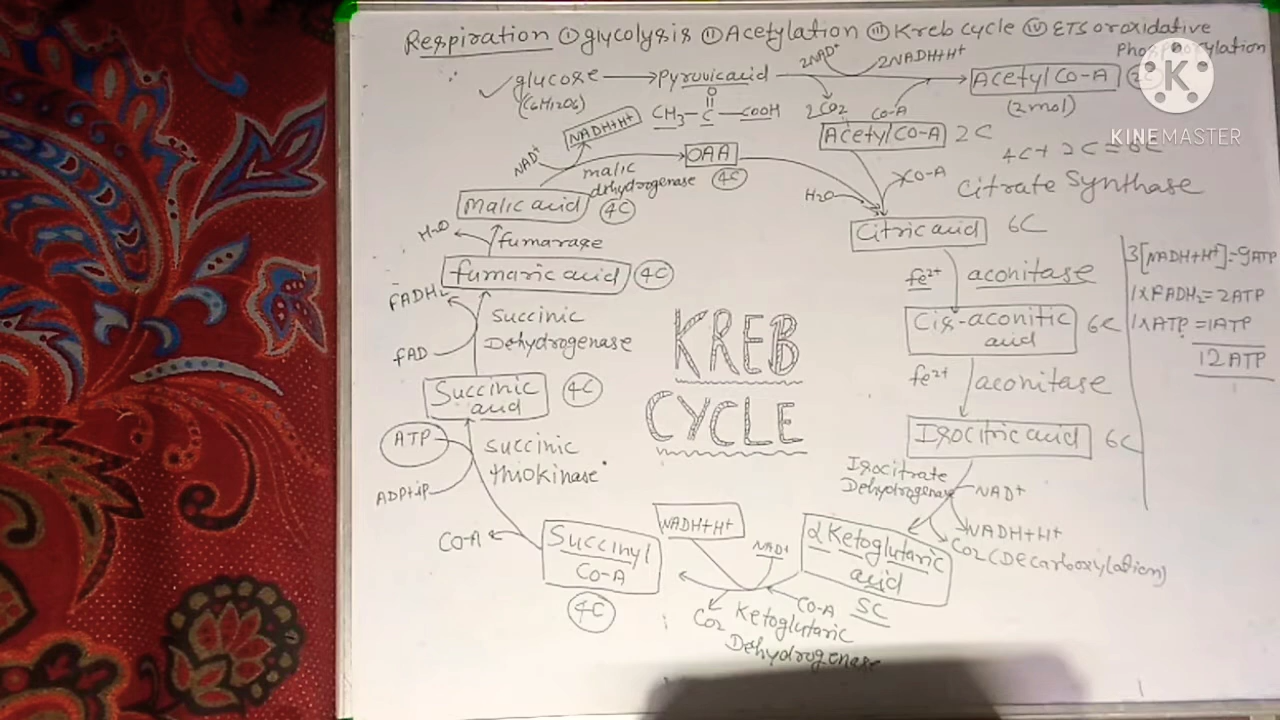 Respiration ① glycolysis ② Acetylation ③ Kreb cycle ④ ETS or oxidative
Phosphorylation
glucose → Pyruvic acid → Acetyl Co-A
(C6H12O6)
2NAD+ 2NADH+H+
2CO2 CO-A
(2mol)
CH3 – C – COOH
O
K
KINEMASTER
Acetyl CO-A 2C
4C + 2C = 6C
Citrate Synthase
NAD+ NADH+H+
malic
dehydrogenase
OAA
4C
H2O CO-A
Citric acid 6C
fe2+ aconitase
Cis-aconitic
acid
6C
fe2+ aconitase
Isocitric acid 6C
Isocitrate
Dehydrogenase
NAD+
NADH+H+
CO2 (Decarboxylation)
α Ketoglutaric
acid
5C
NADH+H+
NAD+
CO-A
CO2
Ketoglutaric
Dehydrogenase
Succinyl
CO-A
4C
CO-A
ATP
ADP+iP
Succinic
thiokinase
Succinic
acid
4C
FADH2
FAD
Succinic
Dehydrogenase
fumaric acid 4C
H2O
fumarase
Malic acid 4C
KREB
CYCLE
3[NADH+H+]=9ATP
1xFADH2=2ATP
1xATP=1ATP
12 ATP